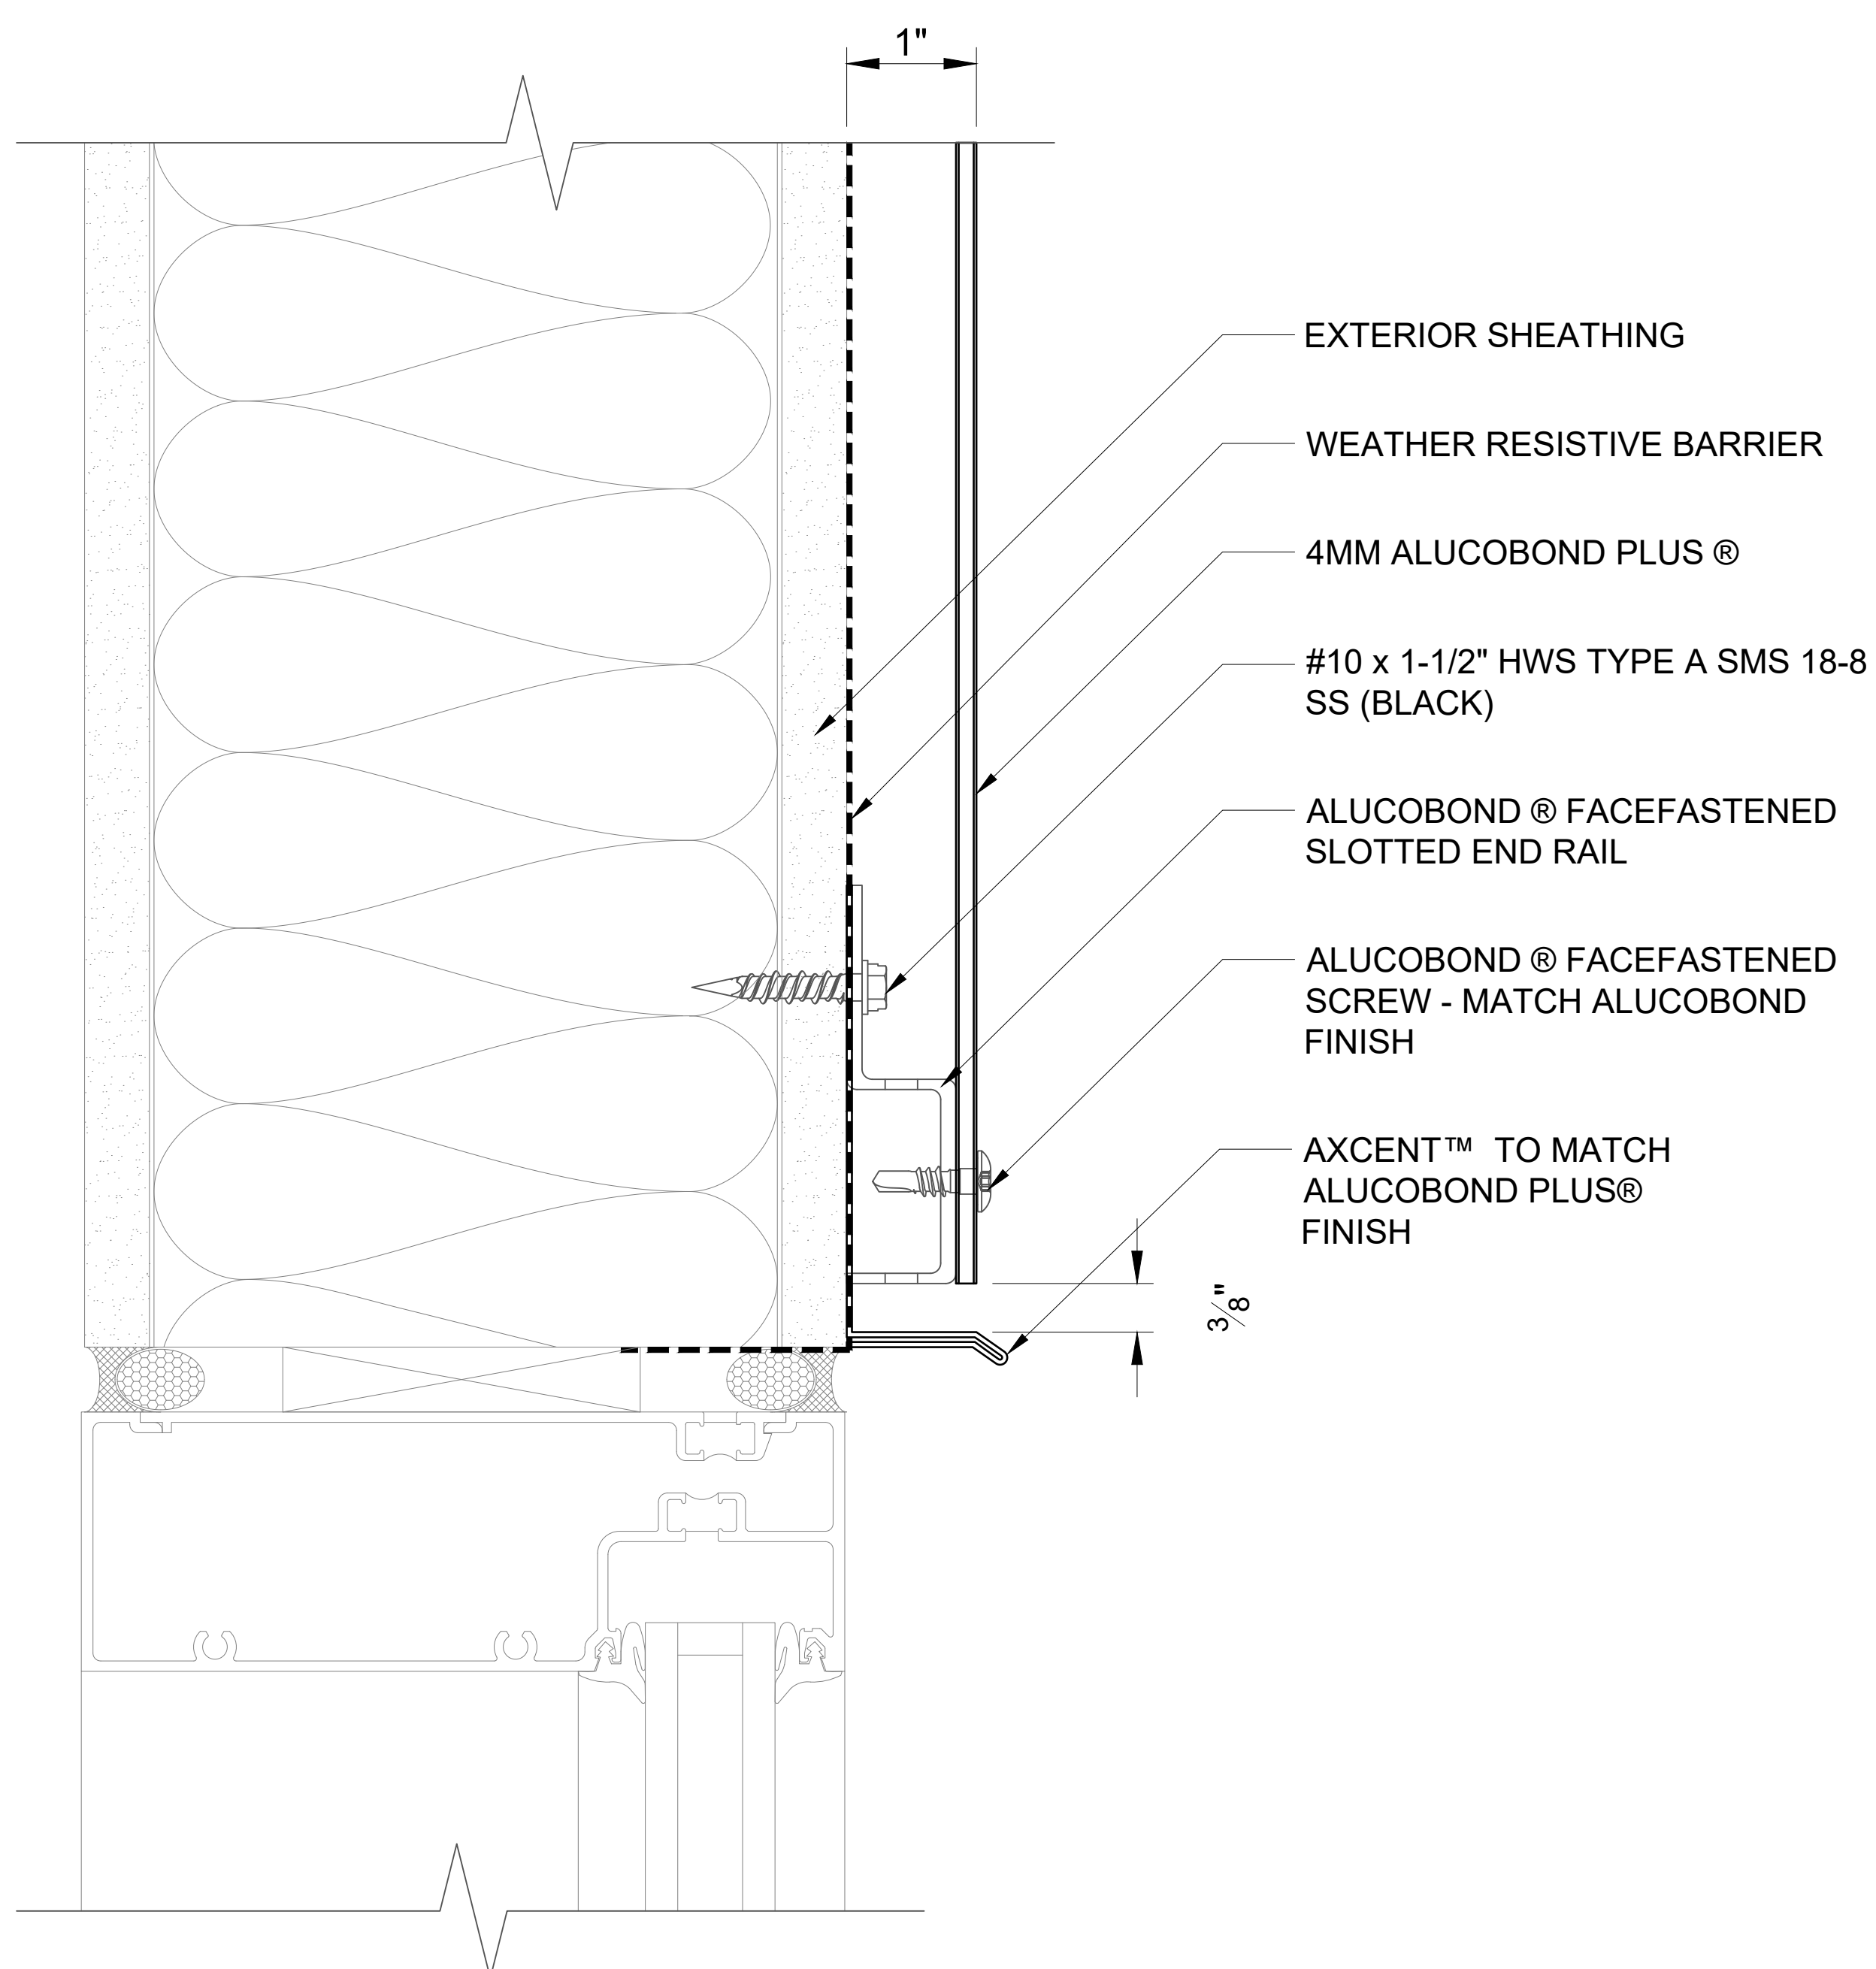 1"
EXTERIOR SHEATHING
WEATHER RESISTIVE BARRIER
4MM ALUCOBOND PLUS ®
#10 x 1-1/2" HWS TYPE A SMS 18-8
SS (BLACK)
ALUCOBOND ® FACEFASTENED
SLOTTED END RAIL
ALUCOBOND ® FACEFASTENED
SCREW - MATCH ALUCOBOND
FINISH
AXCENT™ TO MATCH
ALUCOBOND PLUS®
FINISH
3/8"